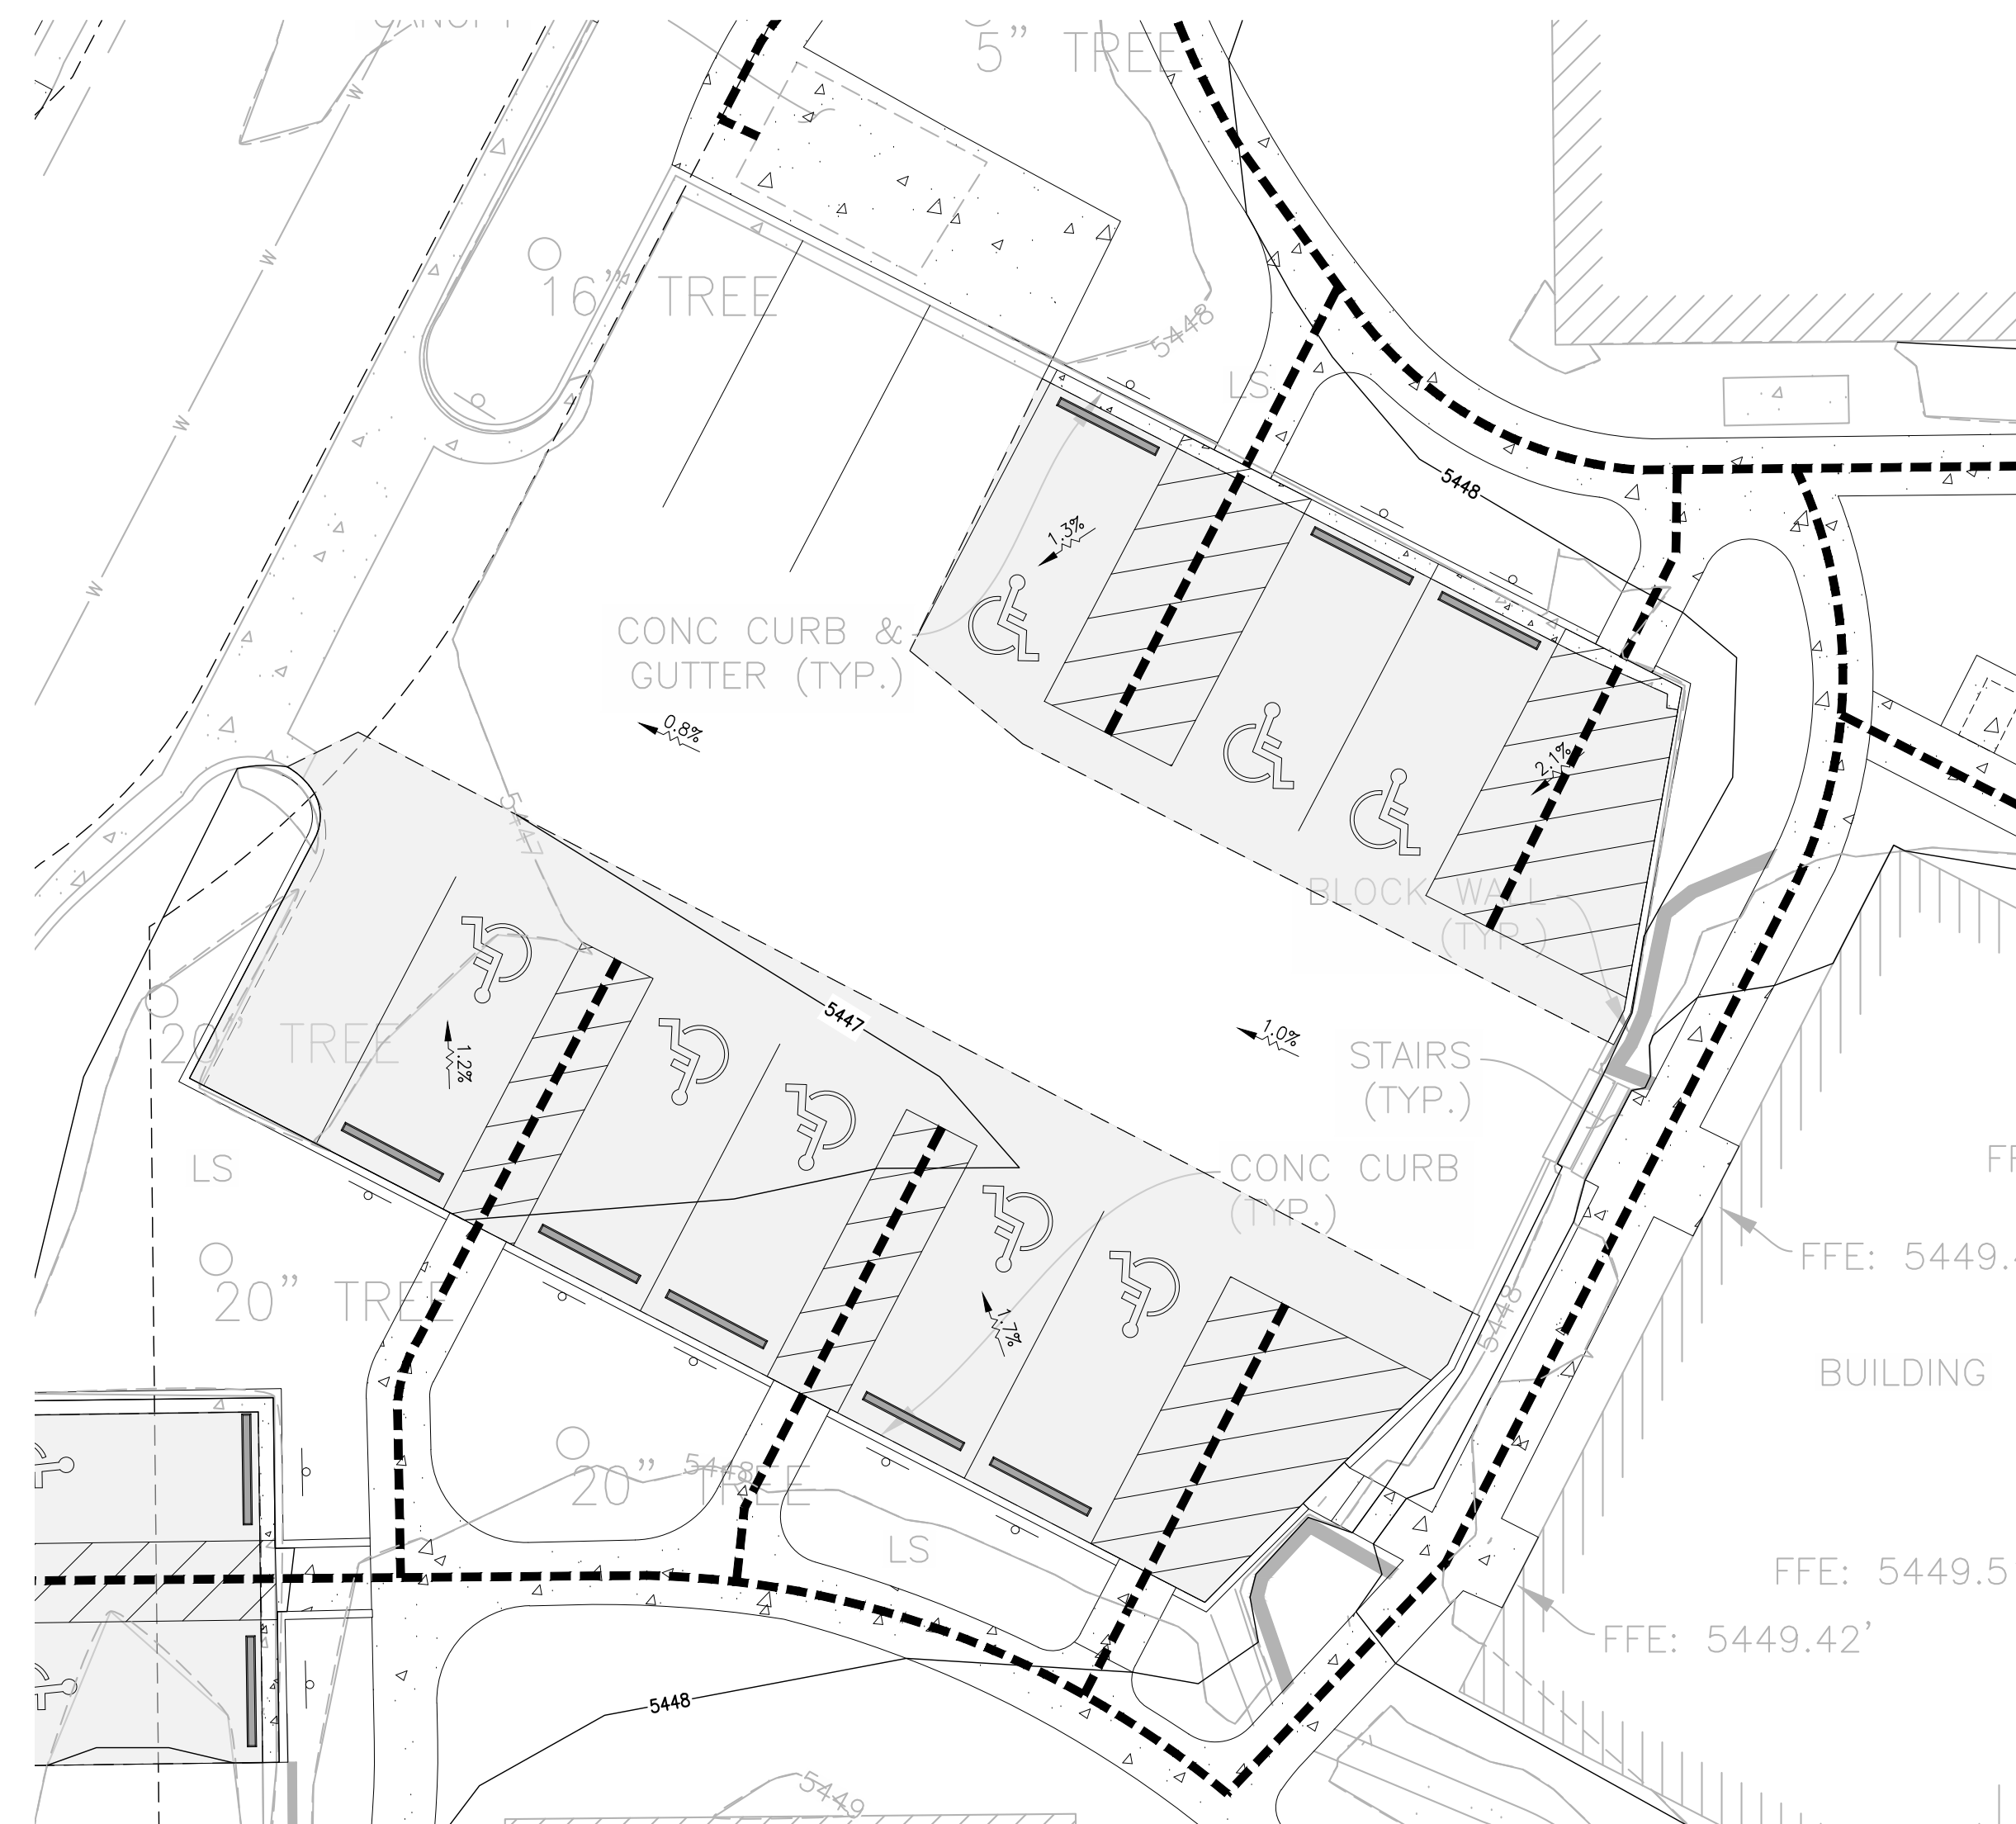 5” TREE
W
16” TREE
5448
LS
W
5448
W
1.3%
W
CONC CURB &
GUTTER (TYP.)
0.8%
2.1%
5447
BLOCK WALL
(TYP.)
5447
1.0%
20” TREE
STAIRS
(TYP.)
1.2%
LS
CONC CURB
(TYP.)
FFE: 5449.
20” TREE
1.7%
5448
BUILDING
5448
20” TREE
LS
FFE: 5449.5
FFE: 5449.42’
5448
5449